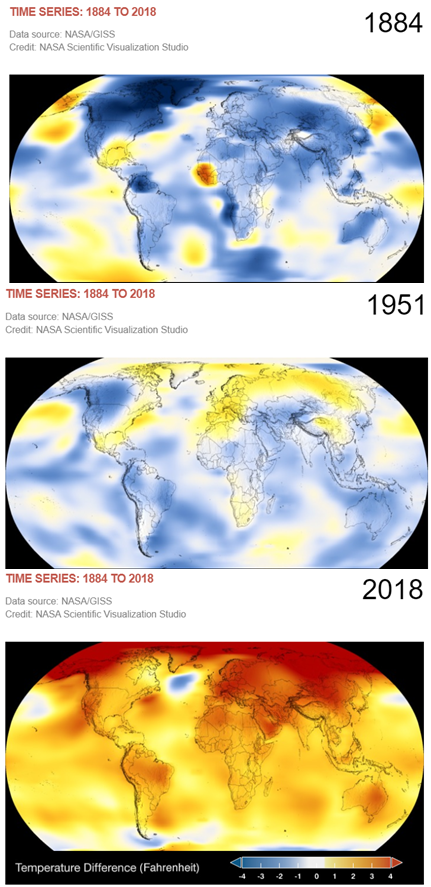 TIME SERIES: 1884 TO 2018
1884
Data source: NASA/GISS
Credit: NASA Scientific Visualization Studio
TIME SERIES: 1884 TO 2018
1951
Data source: NASA/GISS
Credit: NASA Scientific Visualization Studio
TIME SERIES: 1884 TO 2018
2018
Data source: NASA/GISS
Credit: NASA Scientific Visualization Studio
Temperature Difference (Fahrenheit)
-4 -3 -2 -1 0 1 2 3 4